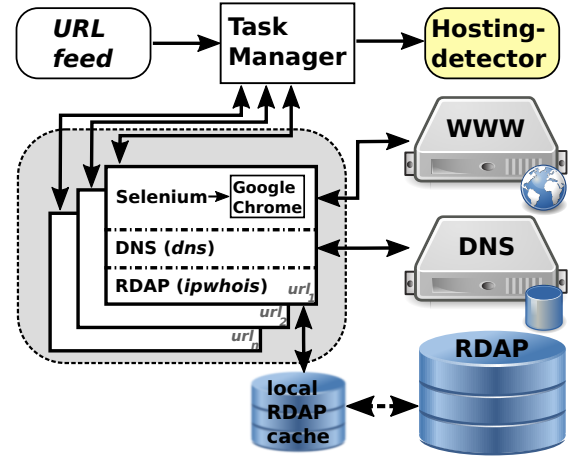 URL
feed
Task
Manager
Hosting-
detector
WWW
Selenium
Google
Chrome
DNS (dns)
DNS
RDAP (ipwhois)
url1
url2
urln
RDAP
local
RDAP
cache